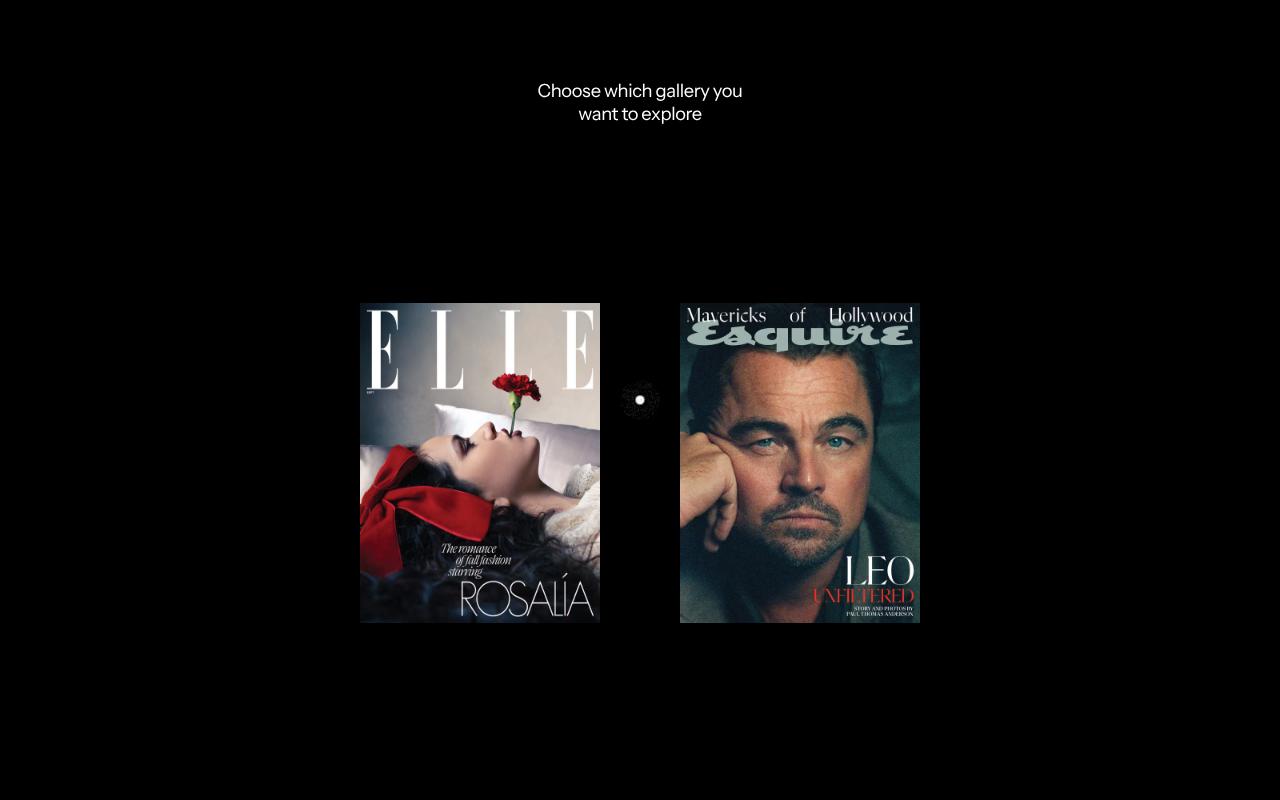 Choose which gallery you
want to explore
ELLE
The romance
of fall fashion
starring
ROSALÍA
Mavericks of Hollywood
Esquire
LEO
UNFILTERED
STORY AND PHOTOS BY
PAUL THOMAS ANDERSON